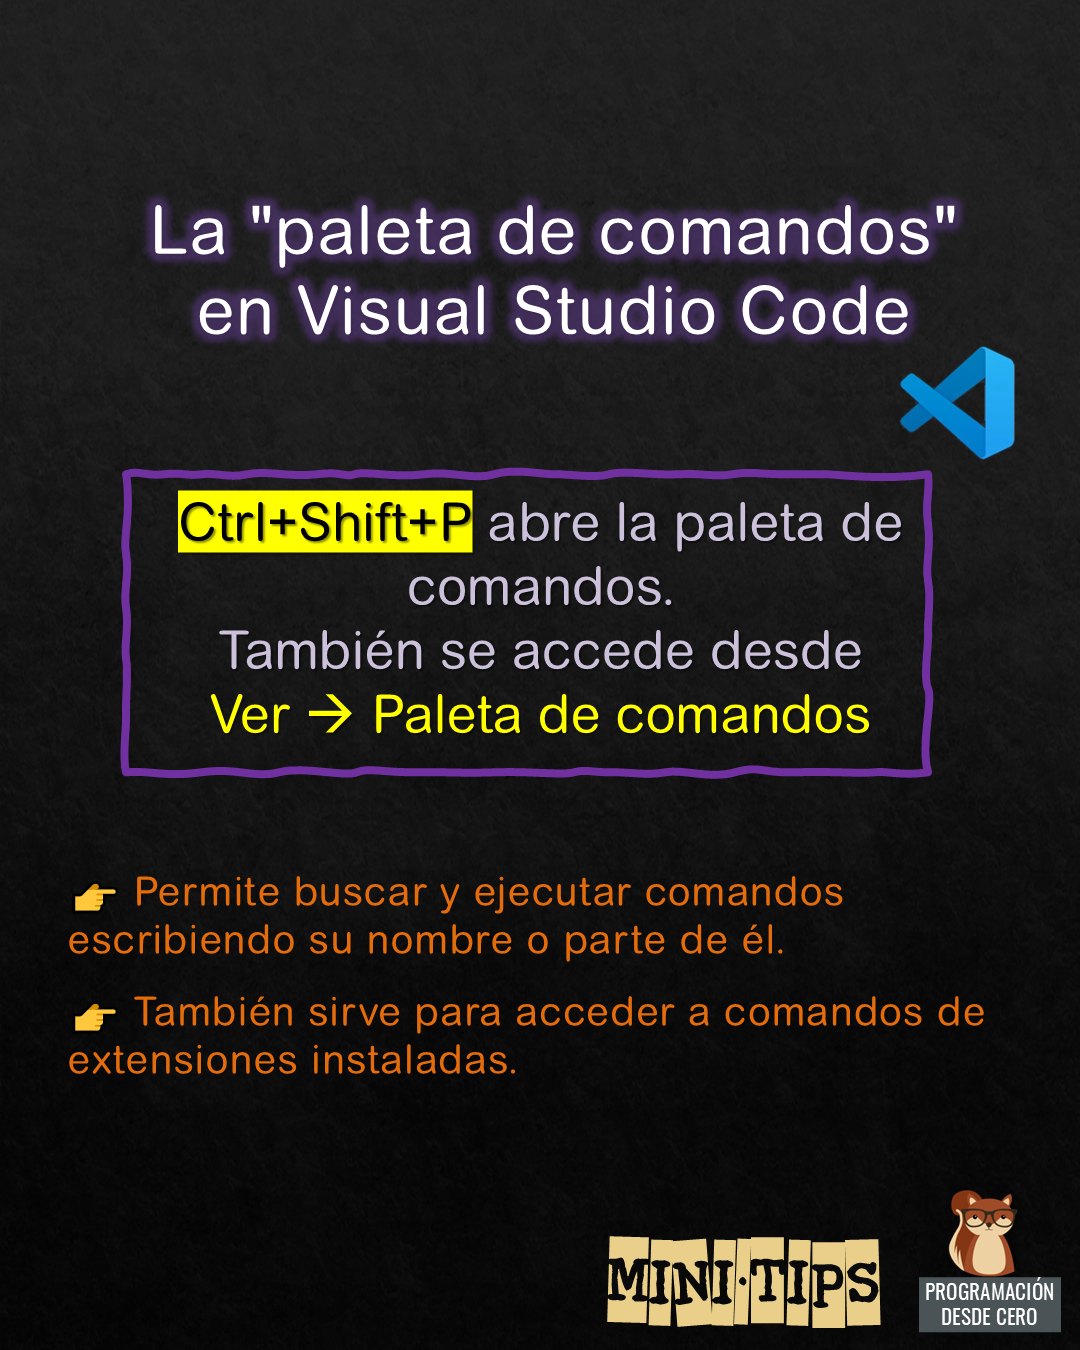 La "paleta de comandos"
en Visual Studio Code
Ctrl+Shift+P abre la paleta de
comandos.
También se accede desde
Ver → Paleta de comandos
👉 Permite buscar y ejecutar comandos
escribiendo su nombre o parte de él.
👉 También sirve para acceder a comandos de
extensiones instaladas.
MINI·TIPS
PROGRAMACIÓN
DESDE CERO